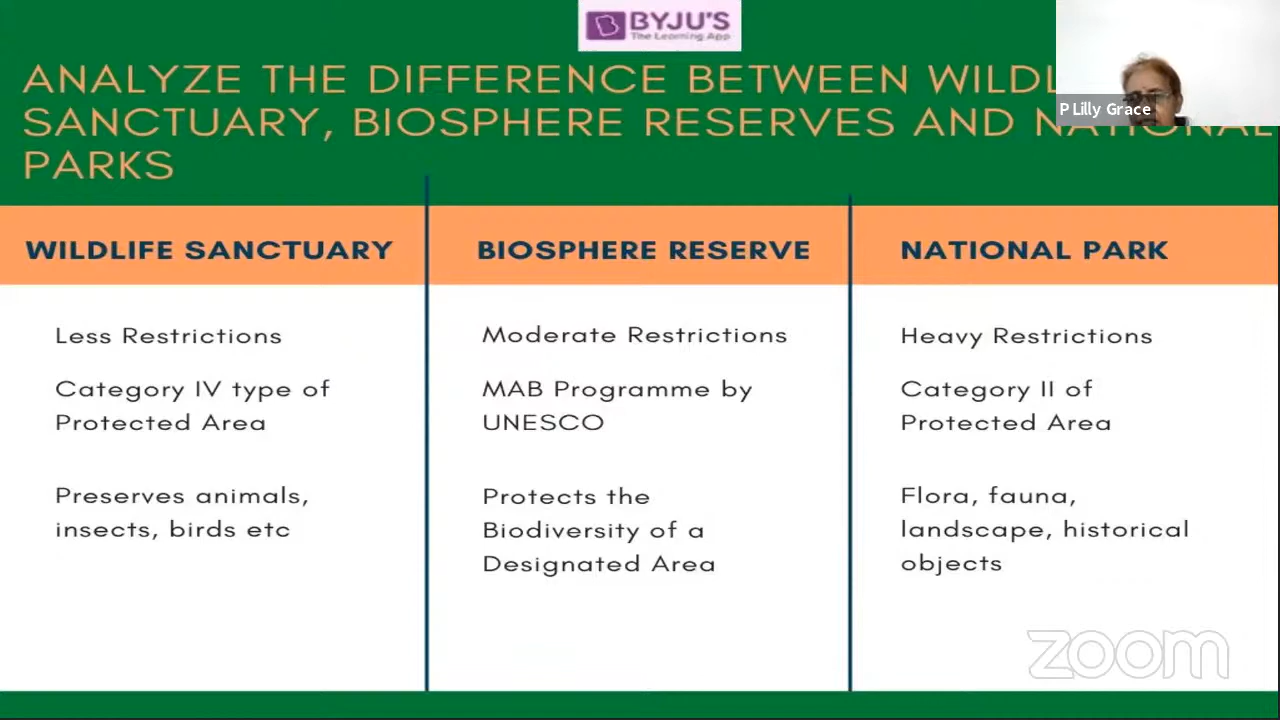 BYJU'S
The Learning App
ANALYZE THE DIFFERENCE BETWEEN
SANCTUARY, BIOSPHERE RESERVES AND
PARKS
P Lilly Grace
WILDLIFE SANCTUARY
BIOSPHERE RESERVE
NATIONAL PARK
Less Restrictions
Moderate Restrictions
Heavy Restrictions
Category IV type of
Protected Area
MAB Programme by
UNESCO
Category II of
Protected Area
Preserves animals,
insects, birds etc
Protects the
Biodiversity of a
Designated Area
Flora, fauna,
landscape, historical
objects
zoom